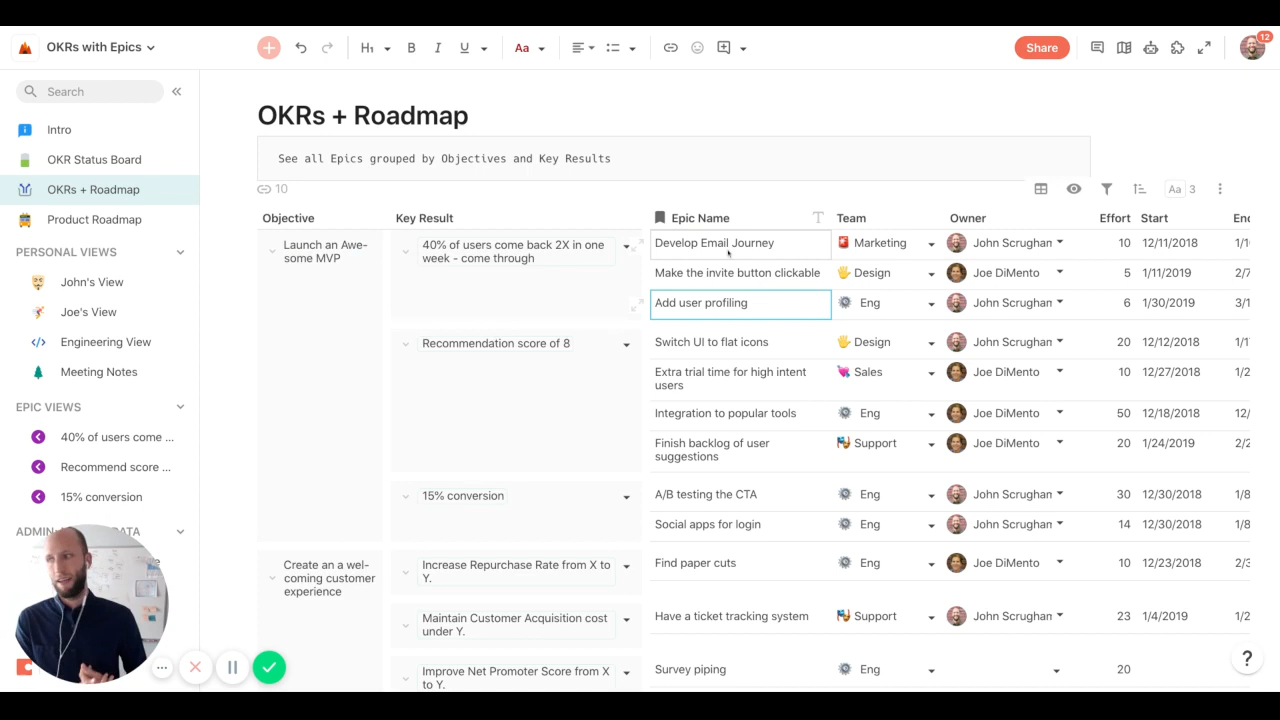 OKRs with Epics
H1
B
I
U
Aa
Share
12
Search
Intro
OKR Status Board
OKRs + Roadmap
Product Roadmap
PERSONAL VIEWS
John's View
Joe's View
Engineering View
Meeting Notes
EPIC VIEWS
40% of users come ...
Recommend score ...
15% conversion
OKRs + Roadmap
See all Epics grouped by Objectives and Key Results
10
Aa 3
Objective Key Result Epic Name Team Owner Effort Start
Launch an Awe-
some MVP
40% of users come back 2X in one
week - come through
Develop Email Journey Marketing John Scrughan 10 12/11/2018
Make the invite button clickable Design Joe DiMento 5 1/11/2019
Add user profiling Eng John Scrughan 6 1/30/2019
Recommendation score of 8
Switch UI to flat icons Design John Scrughan 20 12/12/2018
Extra trial time for high intent
users
Sales Joe DiMento 10 12/27/2018
Integration to popular tools Eng Joe DiMento 50 12/18/2018
Finish backlog of user
suggestions
Support Joe DiMento 20 1/24/2019
15% conversion
A/B testing the CTA Eng John Scrughan 30 12/30/2018
Social apps for login Eng John Scrughan 14 12/30/2018
Create an a wel-
coming customer
experience
Increase Repurchase Rate from X to
Y.
Find paper cuts Eng Joe DiMento 10 12/23/2018
Maintain Customer Acquisition cost
under Y.
Have a ticket tracking system Support John Scrughan 23 1/4/2019
Improve Net Promoter Score from X
to Y.
Survey piping Eng 20
?